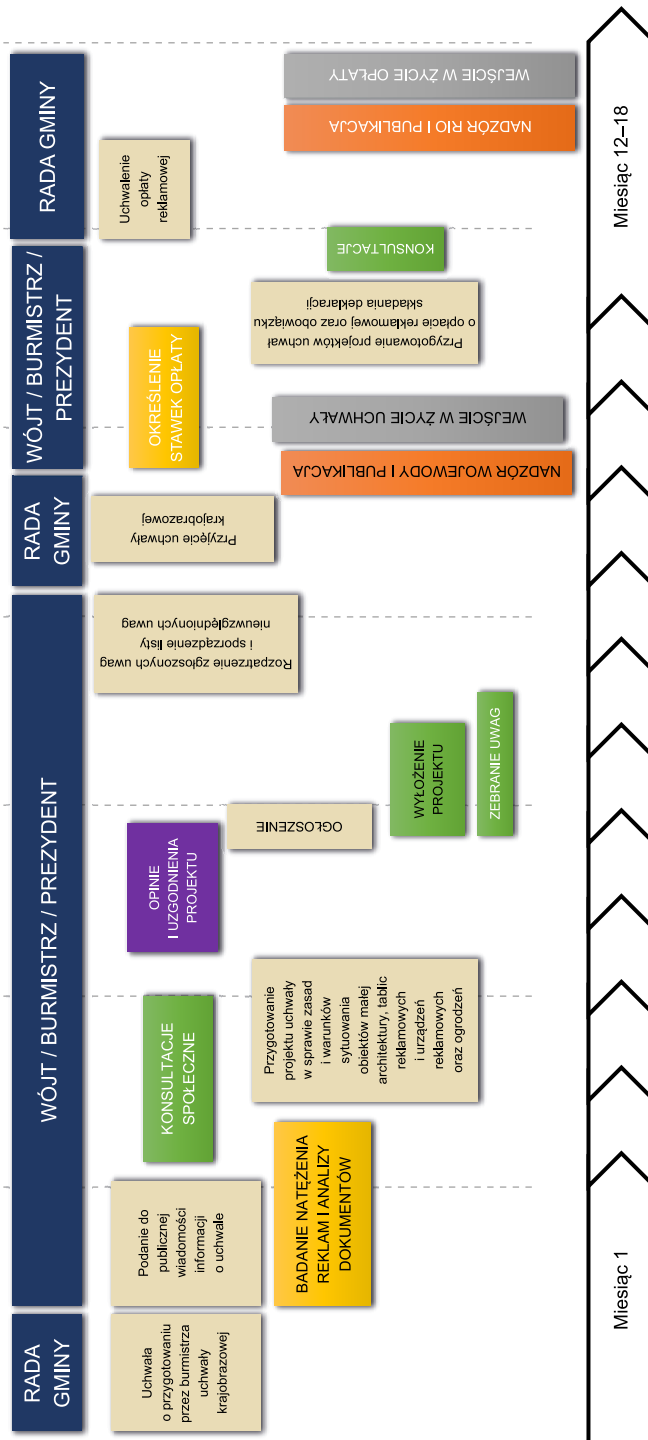 RADA
GMINY
WÓJT / BURMISTRZ / PREZYDENT
RADA
GMINY
WÓJT / BURMISTRZ /
PREZYDENT
RADA GMINY
Uchwała
o przygotowaniu
przez burmistrza
uchwały
krajobrazowej
Podanie do
publicznej
wiadomości
informacji
o uchwale
BADANIE NATĘŻENIA
REKLAM I ANALIZY
DOKUMENTÓW
KONSULTACJE
SPOŁECZNE
Przygotowanie
projektu uchwały
w sprawie zasad
i warunków
sytuowania
obiektów małej
architektury, tablic
reklamowych
i urządzeń
reklamowych
oraz ogrodzeń
OPINIE
I UZGODNIENIA
PROJEKTU
OGŁOSZENIE
WYŁOŻENIE
PROJEKTU
ZEBRANIE UWAG
Rozpatrzenie zgłoszonych uwag
i sporządzenie listy
nieuwzględnionych uwag
Przyjęcie uchwały
krajobrazowej
NADZÓR WOJEWODY I PUBLIKACJA
WEJŚCIE W ŻYCIE UCHWAŁY
OKREŚLENIE
STAWEK OPŁATY
Przygotowanie projektów uchwał
o opłacie reklamowej oraz obowiązku
składania deklaracji
KONSULTACJE
Uchwalenie
opłaty
reklamowej
NADZÓR RIO I PUBLIKACJA
WEJŚCIE W ŻYCIE OPŁATY
Miesiąc 1
Miesiąc 12–18